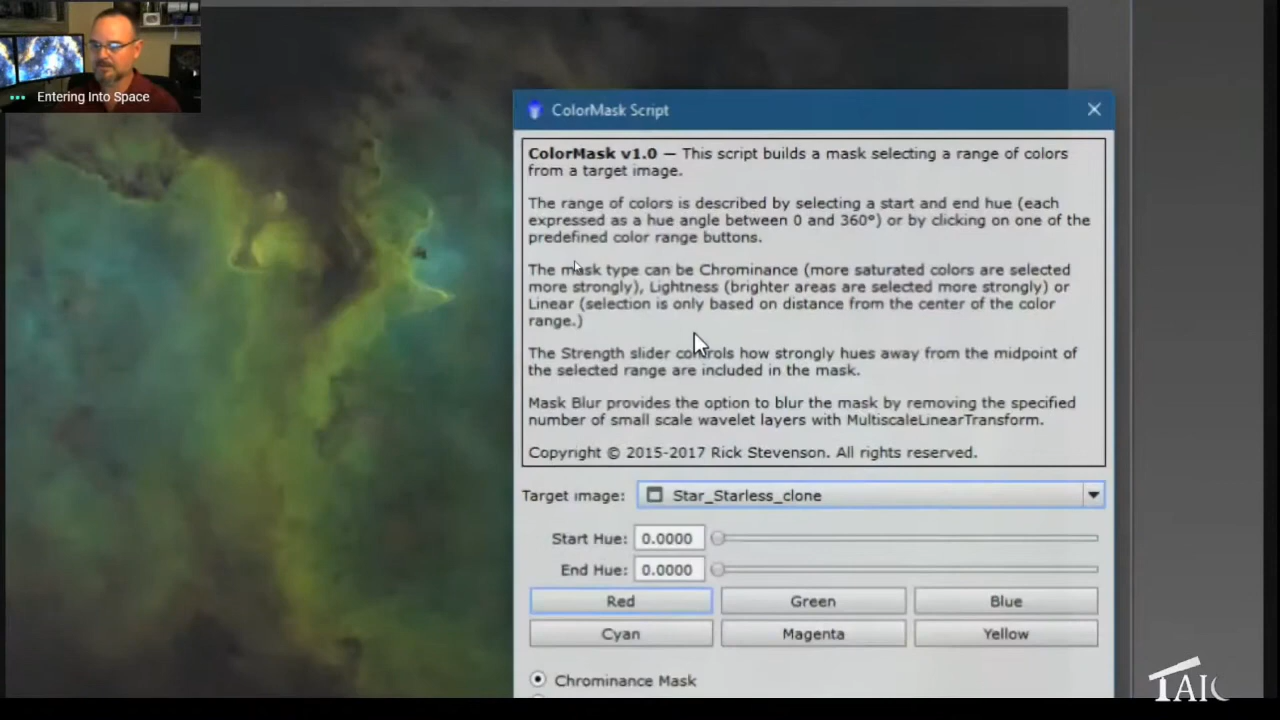 Entering Into Space
ColorMask Script
ColorMask v1.0 — This script builds a mask selecting a range of colors
from a target image.
The range of colors is described by selecting a start and end hue (each
expressed as a hue angle between 0 and 360°) or by clicking on one of the
predefined color range buttons.
The mask type can be Chrominance (more saturated colors are selected
more strongly), Lightness (brighter areas are selected more strongly) or
Linear (selection is only based on distance from the center of the color
range.)
The Strength slider controls how strongly hues away from the midpoint of
the selected range are included in the mask.
Mask Blur provides the option to blur the mask by removing the specified
number of small scale wavelet layers with MultiscaleLinearTransform.
Copyright © 2015-2017 Rick Stevenson. All rights reserved.
Target image: Star_Starless_clone
Start Hue: 0.0000
End Hue: 0.0000
Red Green Blue
Cyan Magenta Yellow
Chrominance Mask
TAIC